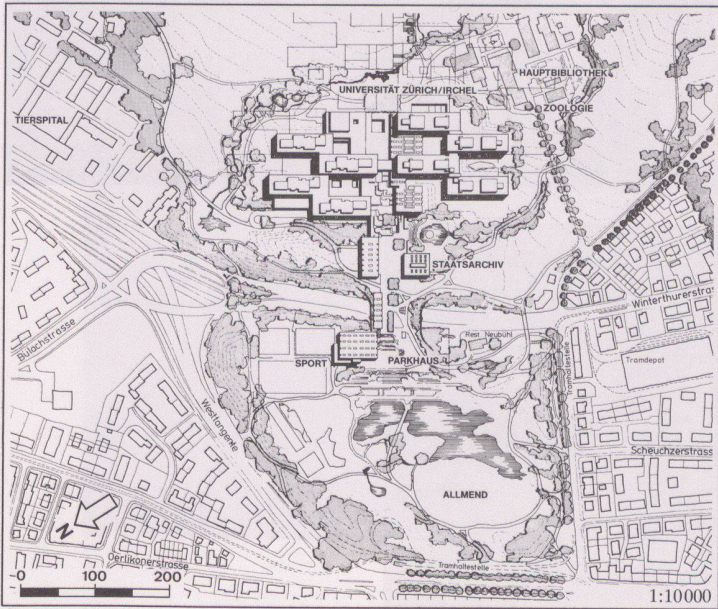 HAUPTBIBLIOTHEK
UNIVERSITÄT ZÜRICH/IRCHEL
ZOOLOGIE
TIERSPITAL
STAATSARCHIV
Winterthurerstras
Bülachstrasse
Rest. Neubühl
SPORT
PARKHAUS
Tramhaltestelle
Tramdepot
Westtangente
Scheuchzerstrass
ALLMEND
N
Oerlikonerstrasse
Tramhaltestelle
0 100 200
1:10000